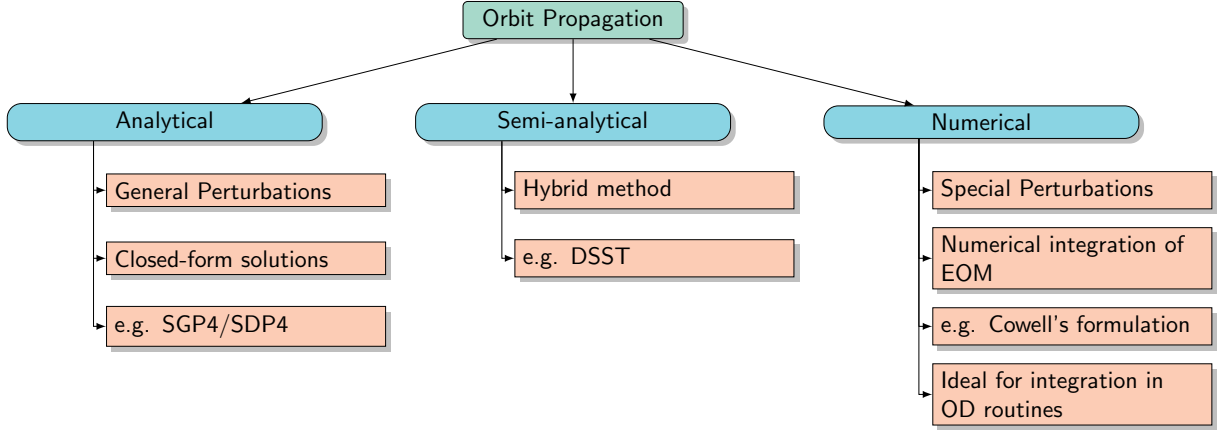 Orbit Propagation
Analytical
General Perturbations
Closed-form solutions
e.g. SGP4/SDP4
Semi-analytical
Hybrid method
e.g. DSST
Numerical
Special Perturbations
Numerical integration of
EOM
e.g. Cowell's formulation
Ideal for integration in
OD routines